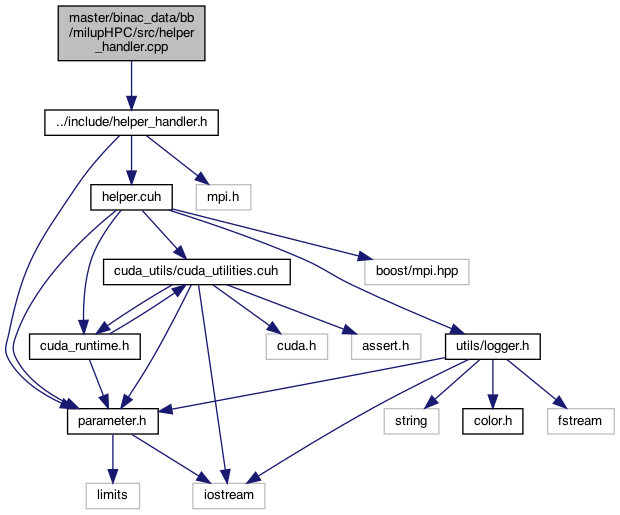 master/binac_data/bb
/milupHPC/src/helper
_handler.cpp
../include/helper_handler.h
helper.cuh
mpi.h
cuda_utils/cuda_utilities.cuh
boost/mpi.hpp
cuda_runtime.h
cuda.h
assert.h
utils/logger.h
parameter.h
string
color.h
fstream
limits
iostream